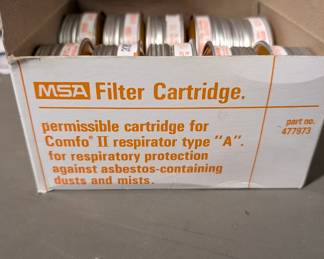 MSA Filter Cartridge.
permissible cartridge for
Comfo® II respirator type "A".
for respiratory protection
against asbestos-containing
dusts and mists.
part no.
477973